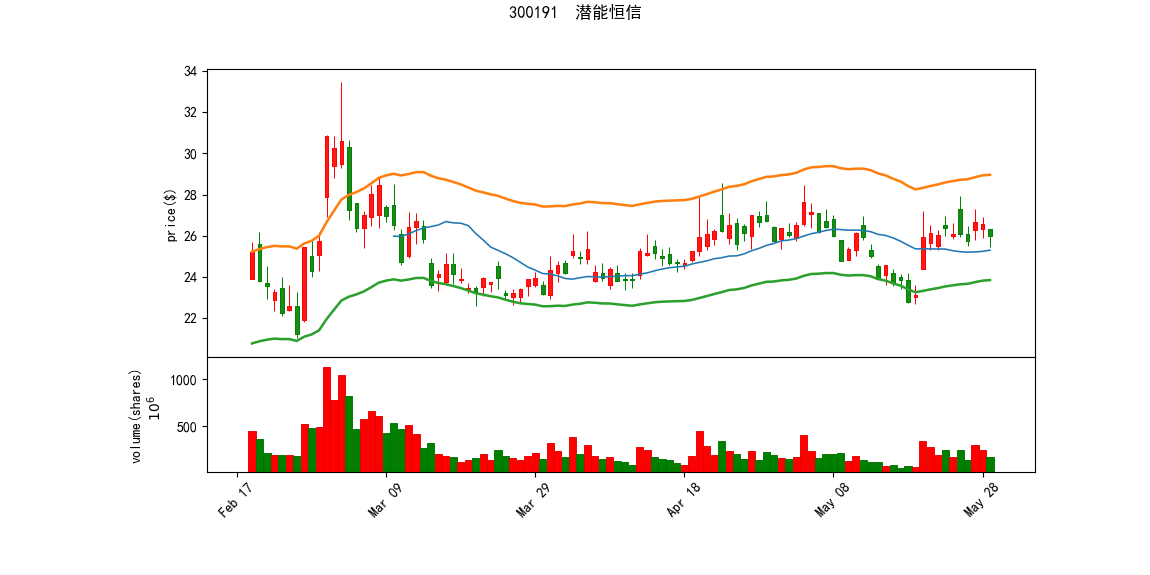 300191  潜能恒信
34
32
30
28
26
24
22
price($)
1000
500
volume(shares)
10^6
Feb 17
Mar 09
Mar 29
Apr 18
May 08
May 28